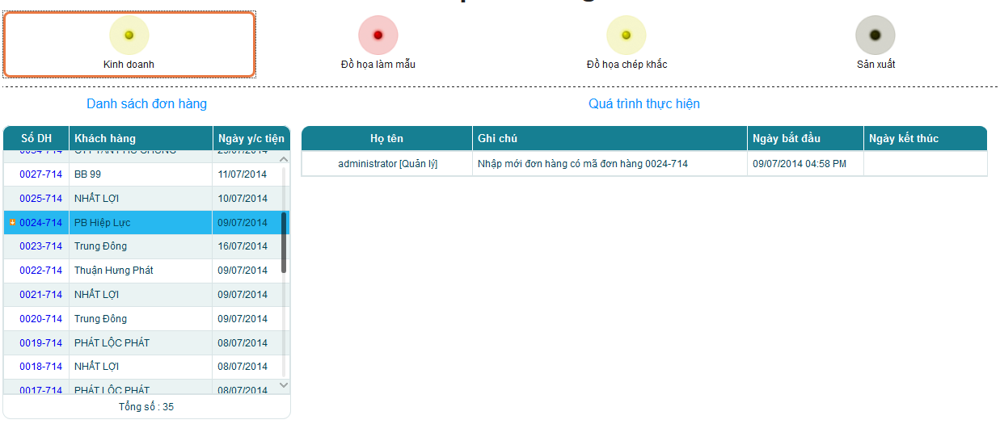 Kinh doanh
Đồ họa làm mẫu
Đồ họa chép khắc
Sản xuất
Danh sách đơn hàng
Quá trình thực hiện
Số DH Khách hàng Ngày y/c tiện
0027-714 BB 99 11/07/2014
0025-714 NHẤT LỢI 10/07/2014
0024-714 PB Hiệp Lực 09/07/2014
0023-714 Trung Đông 16/07/2014
0022-714 Thuận Hưng Phát 09/07/2014
0021-714 NHẤT LỢI 09/07/2014
0020-714 Trung Đông 09/07/2014
0019-714 PHÁT LỘC PHÁT 08/07/2014
0018-714 NHẤT LỢI 08/07/2014
0017-714 PHÁT LỘC PHÁT 08/07/2014
Tổng số : 35
Họ tên Ghi chú Ngày bắt đầu Ngày kết thúc
administrator [Quản lý] Nhập mới đơn hàng có mã đơn hàng 0024-714 09/07/2014 04:58 PM